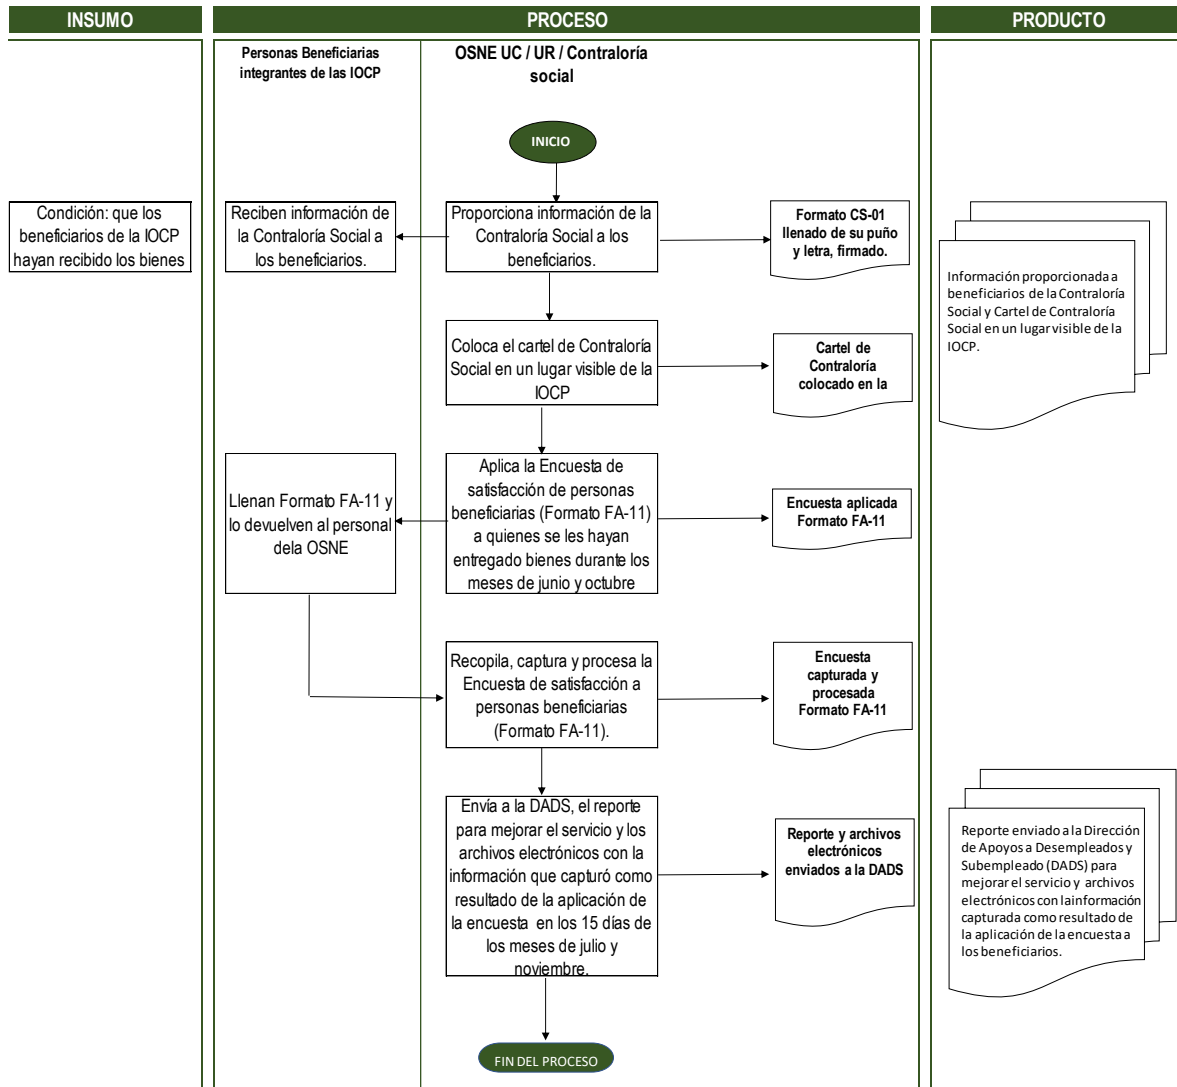 INSUMO
PROCESO
PRODUCTO
Personas Beneficiarias
integrantes de las IOCP
OSNE UC / UR / Contraloría
social
INICIO
Condición: que los
beneficiarios de la IOCP
hayan recibido los bienes
Reciben información de
la Contraloría Social a
los beneficiarios.
Proporciona información de la
Contraloría Social a los
beneficiarios.
Formato CS-01
llenado de su puño
y letra, firmado.
Información proporcionada a
beneficiarios de la Contraloría
Social y Cartel de Contraloría
Social en un lugar visible de la
IOCP.
Coloca el cartel de Contraloría
Social en un lugar visible de la
IOCP
Cartel de
Contraloría
colocado en la
Llenan Formato FA-11 y
lo devuelven al personal
dela OSNE
Aplica la Encuesta de
satisfacción de personas
beneficiarias (Formato FA-11)
a quienes se les hayan
entregado bienes durante los
meses de junio y octubre
Encuesta aplicada
Formato FA-11
Recopila, captura y procesa la
Encuesta de satisfacción a
personas beneficiarias
(Formato FA-11).
Encuesta
capturada y
procesada
Formato FA-11
Envía a la DADS, el reporte
para mejorar el servicio y los
archivos electrónicos con la
información que capturó como
resultado de la aplicación de
la encuesta en los 15 días de
los meses de julio y
noviembre.
Reporte y archivos
electrónicos
enviados a la DADS
Reporte enviado a la Dirección
de Apoyos a Desempleados y
Subempleado (DADS) para
mejorar el servicio y archivos
electrónicos con lainformación
capturada como resultado de
la aplicación de la encuesta a
los beneficiarios.
FIN DEL PROCESO